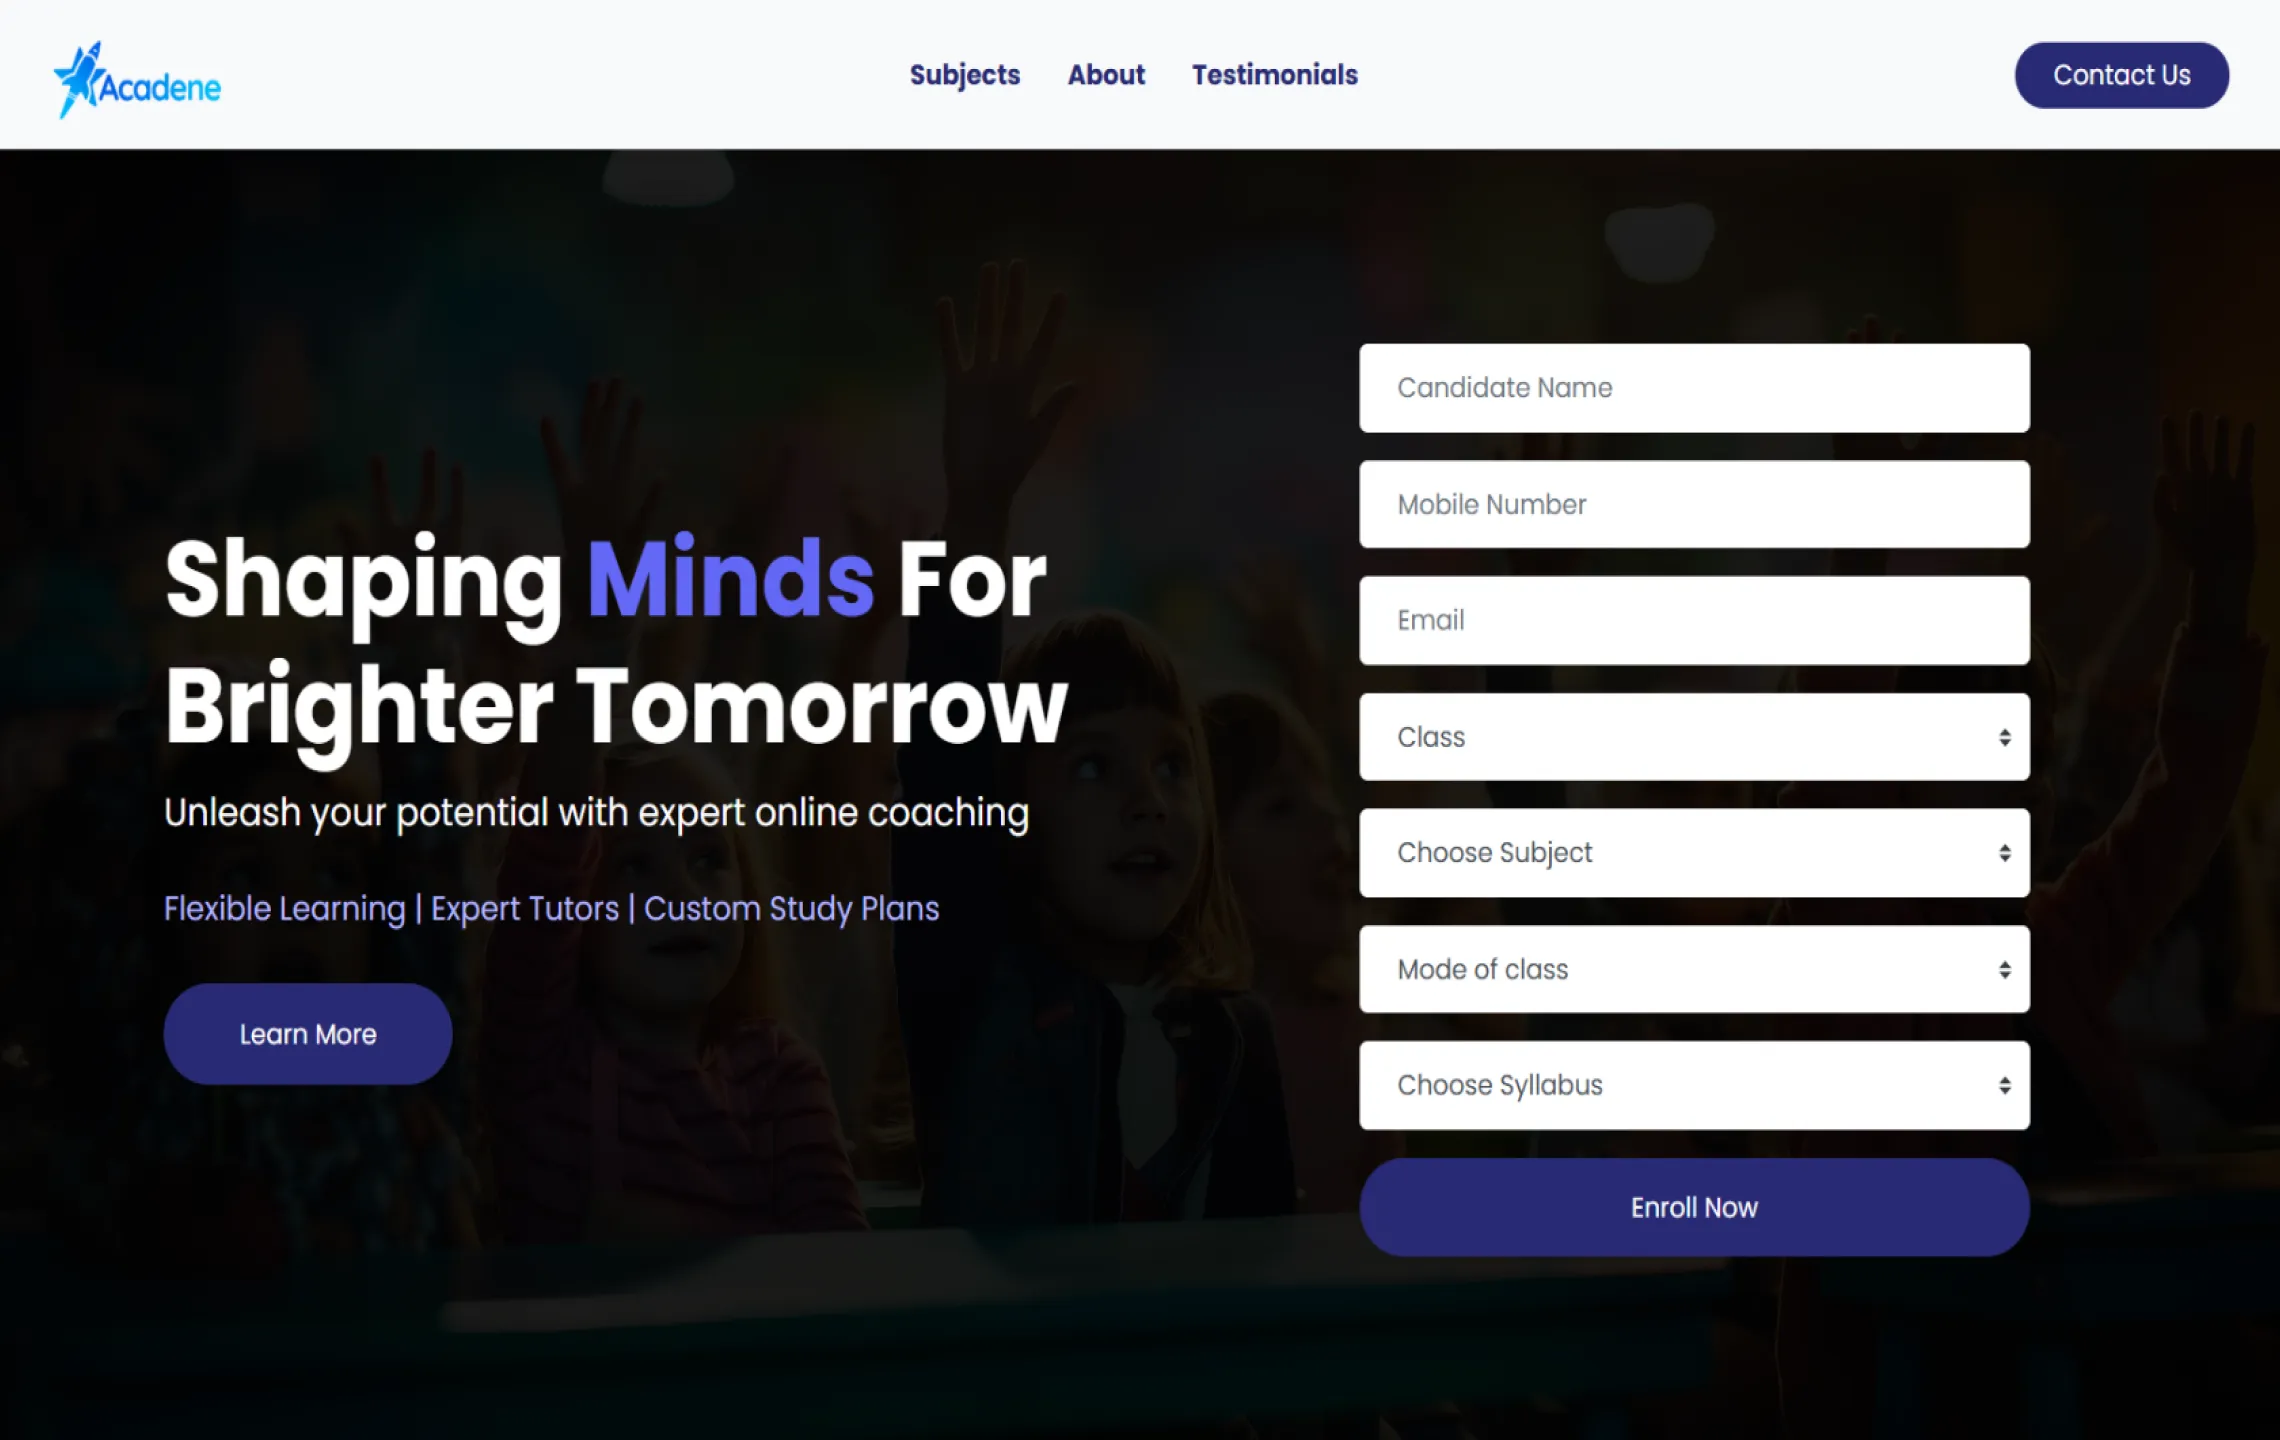 Acadene
Subjects
About
Testimonials
Contact Us
Shaping Minds For
Brighter Tomorrow
Unleash your potential with expert online coaching
Flexible Learning | Expert Tutors | Custom Study Plans
Learn More
Candidate Name
Mobile Number
Email
Class
Choose Subject
Mode of class
Choose Syllabus
Enroll Now